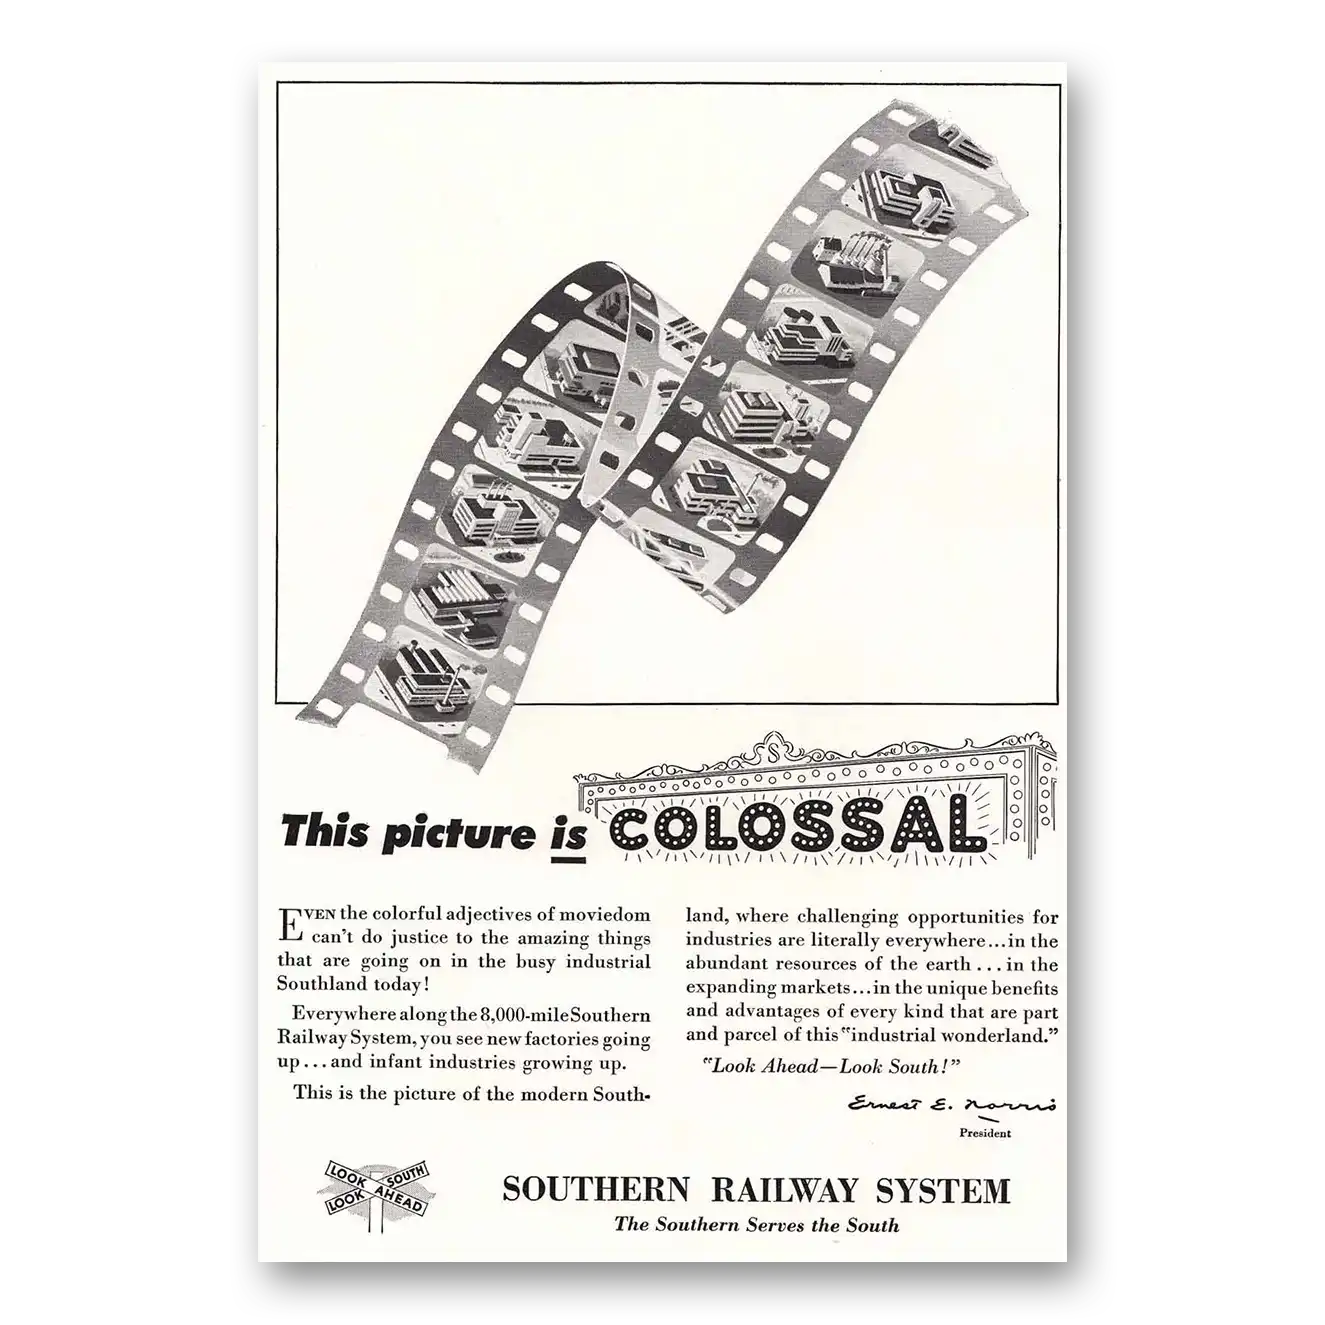 S
This picture is COLOSSAL
EVEN the colorful adjectives of moviedom
can't do justice to the amazing things
that are going on in the busy industrial
Southland today!
Everywhere along the 8,000-mile Southern
Railway System, you see new factories going
up...and infant industries growing up.
This is the picture of the modern South-
land, where challenging opportunities for
industries are literally everywhere...in the
abundant resources of the earth...in the
expanding markets...in the unique benefits
and advantages of every kind that are part
and parcel of this "industrial wonderland."
"Look Ahead—Look South!"
Ernest E. Norris
President
LOOK AHEAD
LOOK SOUTH
SOUTHERN RAILWAY SYSTEM
The Southern Serves the South